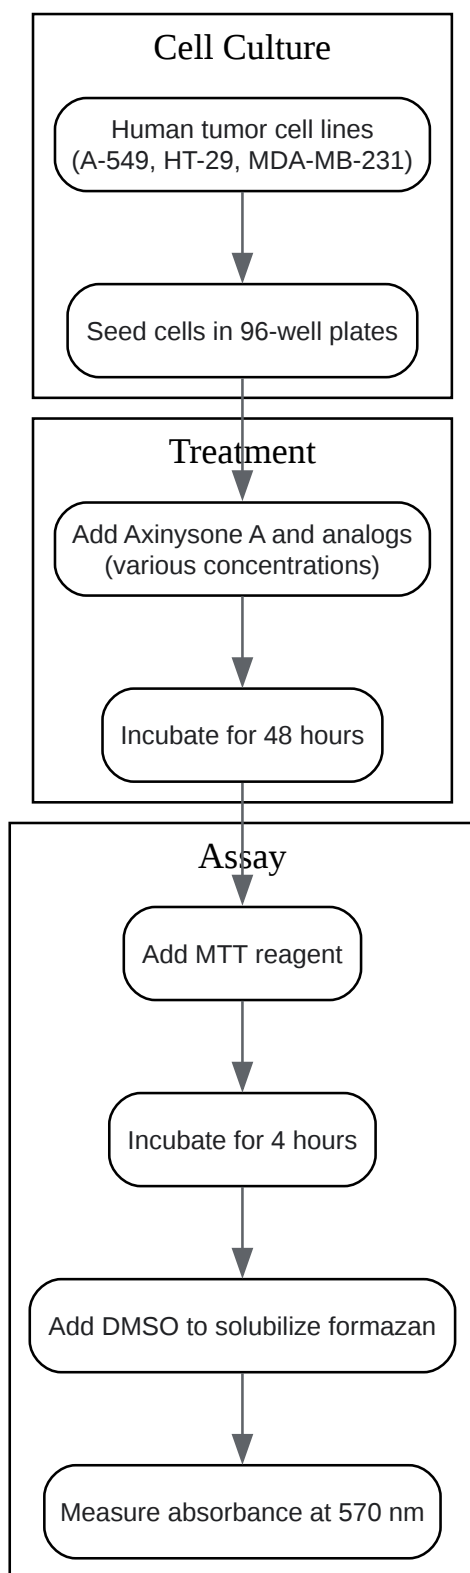 Cell Culture
Human tumor cell lines
(A-549, HT-29, MDA-MB-231)
Seed cells in 96-well plates
Treatment
Add Axinysone A and analogs
(various concentrations)
Incubate for 48 hours
Assay
Add MTT reagent
Incubate for 4 hours
Add DMSO to solubilize formazan
Measure absorbance at 570 nm